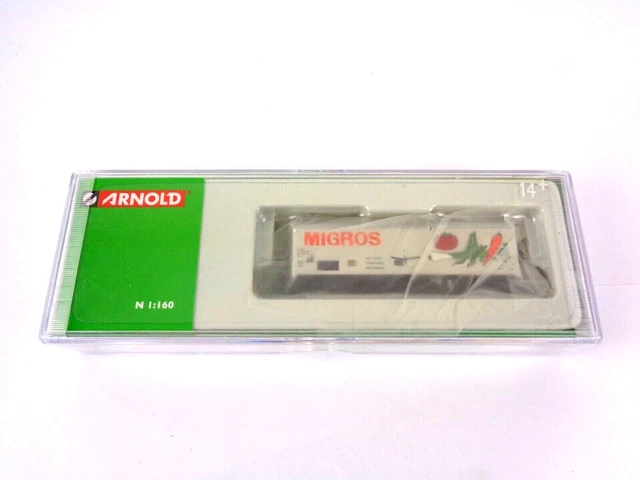 ARNOLD
14+
MIGROS
N 1:160